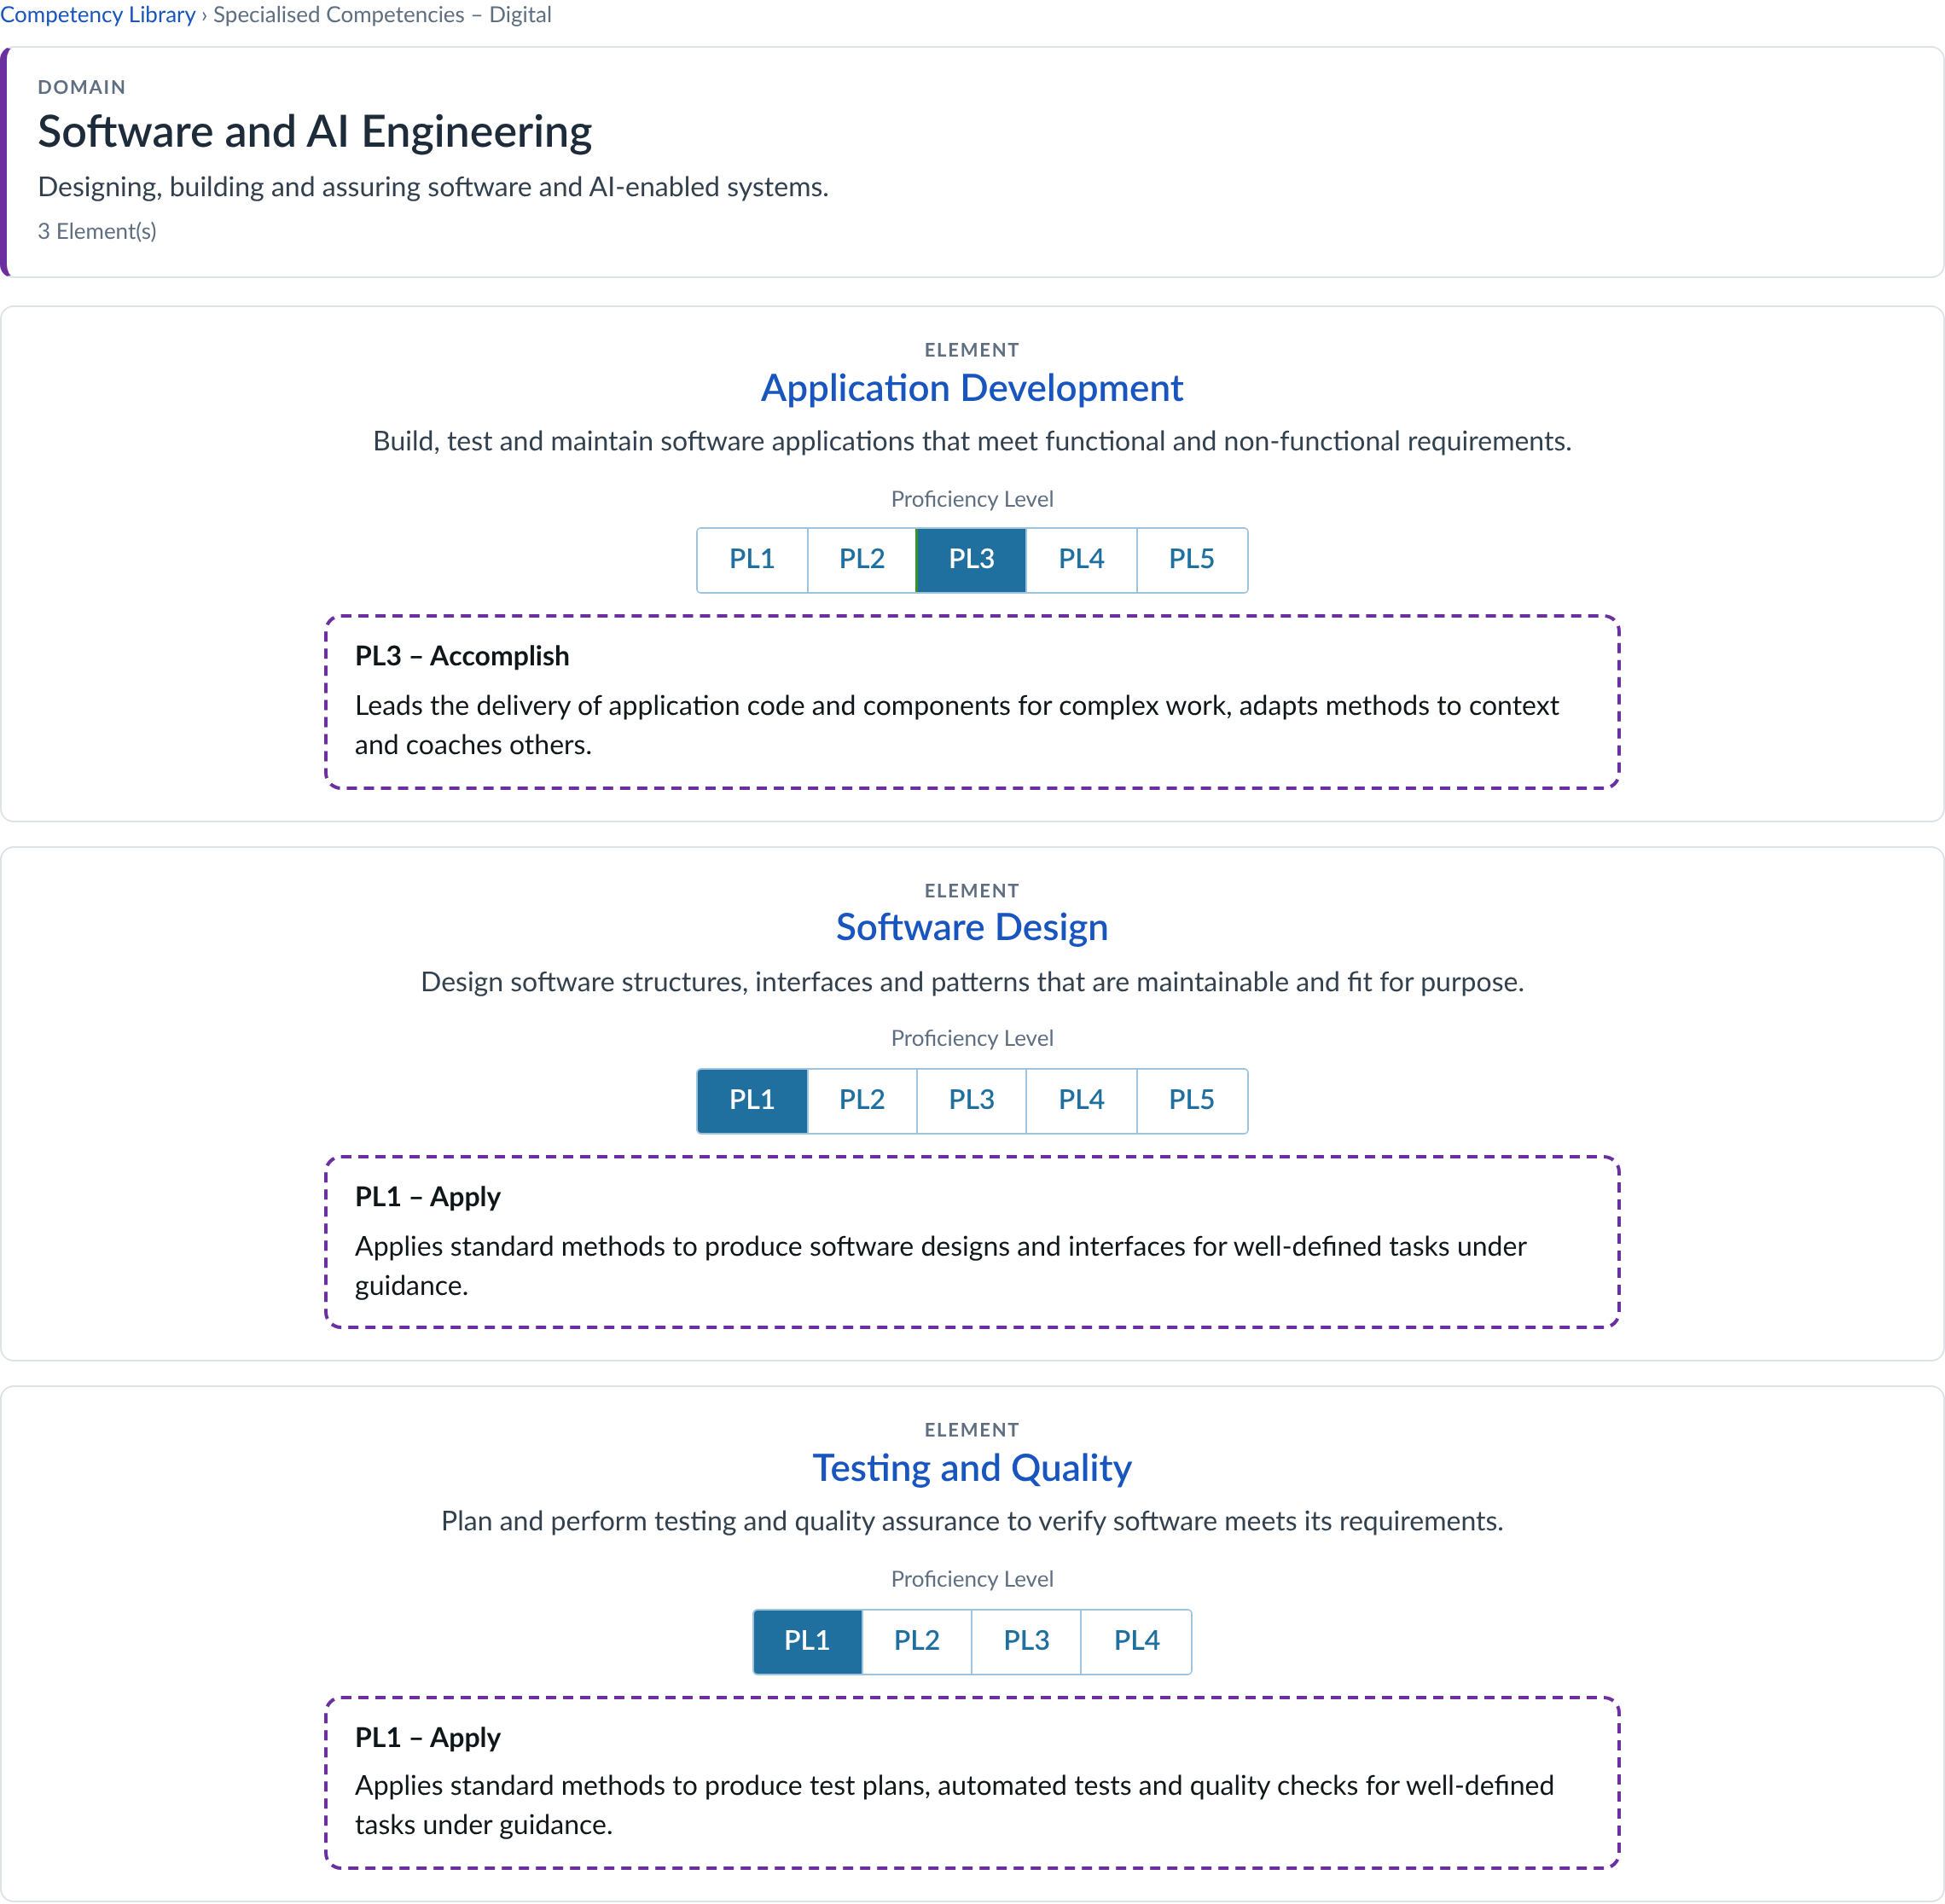 Competency Library › Specialised Competencies – Digital
DOMAIN
Software and AI Engineering
Designing, building and assuring software and AI-enabled systems.
3 Element(s)
ELEMENT
Application Development
Build, test and maintain software applications that meet functional and non-functional requirements.
Proficiency Level
PL1 PL2 PL3 PL4 PL5
PL3 – Accomplish
Leads the delivery of application code and components for complex work, adapts methods to context
and coaches others.
ELEMENT
Software Design
Design software structures, interfaces and patterns that are maintainable and fit for purpose.
Proficiency Level
PL1 PL2 PL3 PL4 PL5
PL1 – Apply
Applies standard methods to produce software designs and interfaces for well-defined tasks under
guidance.
ELEMENT
Testing and Quality
Plan and perform testing and quality assurance to verify software meets its requirements.
Proficiency Level
PL1 PL2 PL3 PL4
PL1 – Apply
Applies standard methods to produce test plans, automated tests and quality checks for well-defined
tasks under guidance.